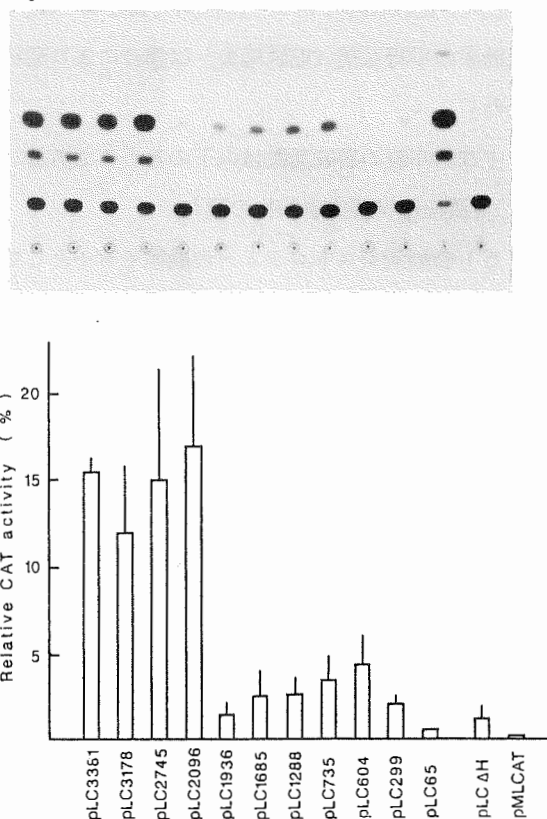 Relative CAT activity ( % )
20
15
10
5
pLC3361
pLC3178
pLC2745
pLC2096
pLC1936
pLC1685
pLC1288
pLC735
pLC604
pLC299
pLC65
pLC ΔH
pMLCAT